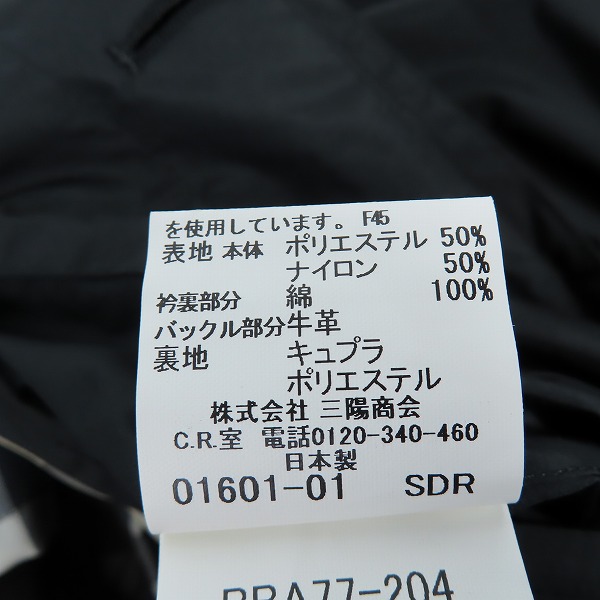 を使用しています。 F45
表地 本体 ポリエステル 50%
ナイロン 50%
衿裏部分 綿 100%
バックル部分 牛革
裏地 キュプラ
ポリエステル
株式会社 三陽商会
C.R.室 電話0120-340-460
日本製
01601-01 SDR
BRA77-204